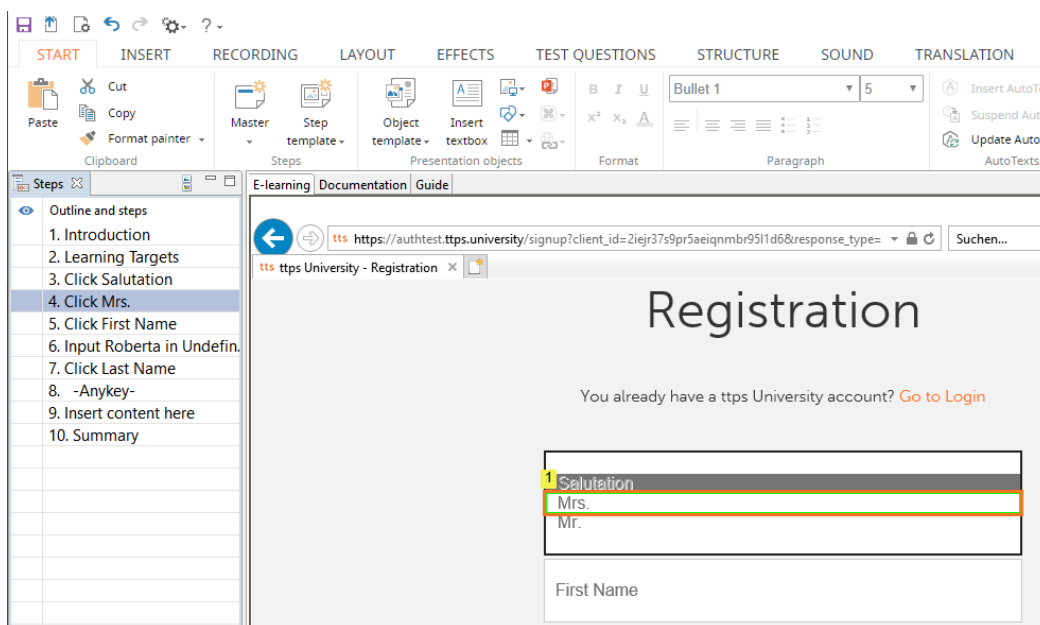 ? -
START INSERT RECORDING LAYOUT EFFECTS TEST QUESTIONS STRUCTURE SOUND TRANSLATION
Paste
Cut
Copy
Format painter
Clipboard
Master
Step template
Steps
Object template
Insert textbox
Presentation objects
B I U
x² x₂ A
Format
Bullet 1 5
Paragraph
Insert AutoT
Suspend Aut
Update Auto
AutoTexts
Steps
E-learning Documentation Guide
Outline and steps
1. Introduction
2. Learning Targets
3. Click Salutation
4. Click Mrs.
5. Click First Name
6. Input Roberta in Undefin.
7. Click Last Name
8. -Anykey-
9. Insert content here
10. Summary
tts https://authtest.ttps.university/signup?client_id=2iejr37s9pr5aeiqnmbr95l1d6&response_type= Suchen...
tts ttps University - Registration
Registration
You already have a ttps University account? Go to Login
1
Salutation
Mrs.
Mr.
First Name